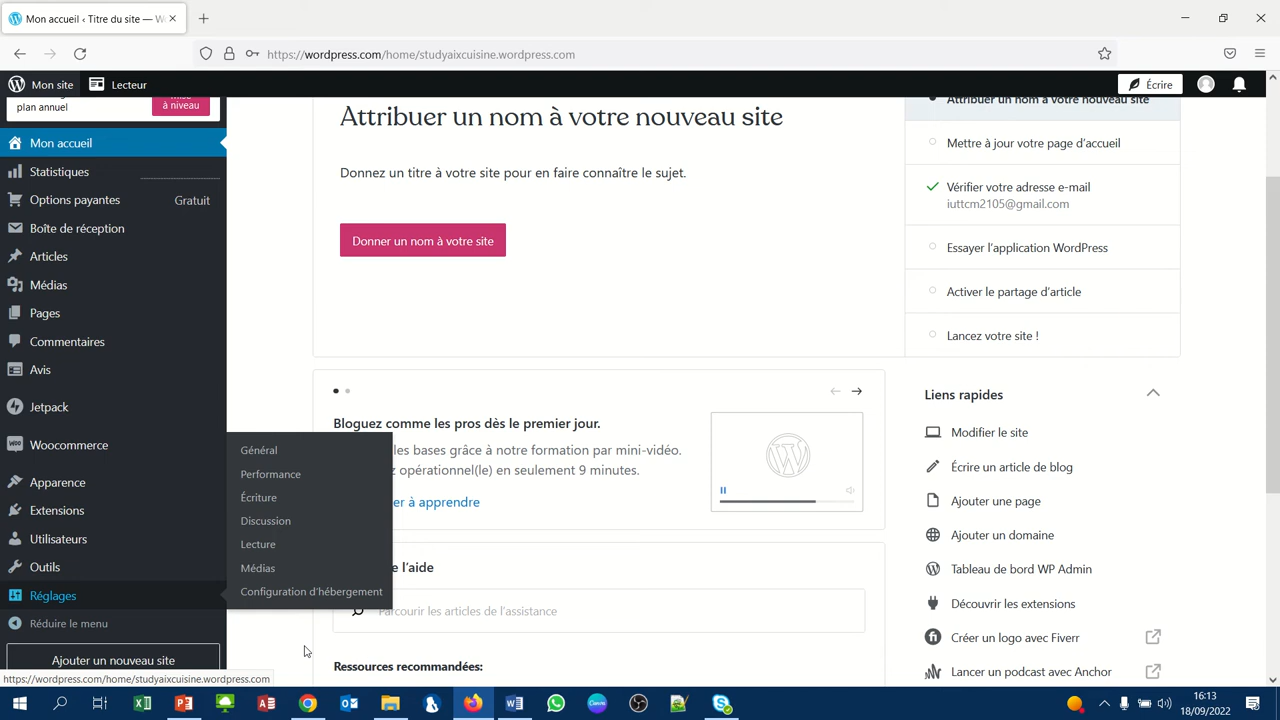 Mon accueil ‹ Titre du site — W
https://wordpress.com/home/studyaixcuisine.wordpress.com
Mon site
Lecteur
Écrire
plan annuel
Mise
à niveau
Mon accueil
Statistiques
Options payantes
Gratuit
Boîte de réception
Articles
Médias
Pages
Commentaires
Avis
Jetpack
Woocommerce
Apparence
Extensions
Utilisateurs
Outils
Réglages
Réduire le menu
Ajouter un nouveau site
Général
Performance
Écriture
Discussion
Lecture
Médias
Configuration d'hébergement
Attribuer un nom à votre nouveau site
Donnez un titre à votre site pour en faire connaître le sujet.
Donner un nom à votre site
Attribuer un nom à votre nouveau site
Mettre à jour votre page d'accueil
Vérifier votre adresse e-mail
iuttcm2105@gmail.com
Essayer l'application WordPress
Activer le partage d'article
Lancez votre site !
Bloguez comme les pros dès le premier jour.
les bases grâce à notre formation par mini-vidéo.
opérationnel(le) en seulement 9 minutes.
er à apprendre
e l'aide
Parcourir les articles de l'assistance
Ressources recommandées:
Liens rapides
Modifier le site
Écrire un article de blog
Ajouter une page
Ajouter un domaine
Tableau de bord WP Admin
Découvrir les extensions
Créer un logo avec Fiverr
Lancer un podcast avec Anchor
https://wordpress.com/home/studyaixcuisine.wordpress.com
16:13
18/09/2022